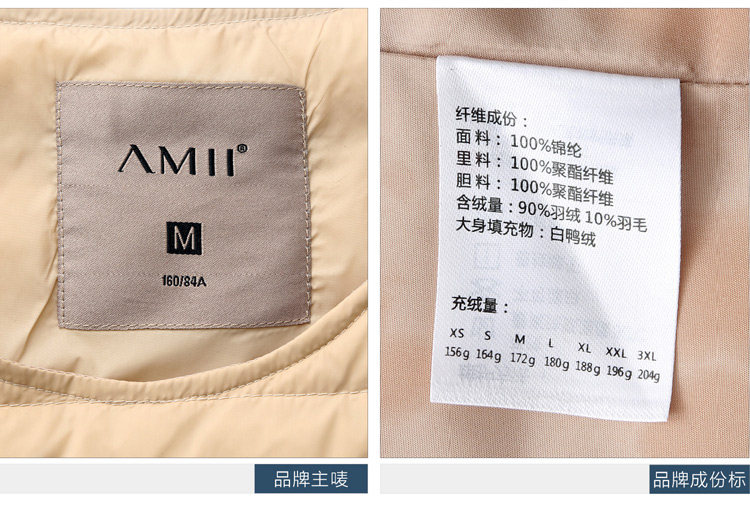 AMII®
M
160/84A
纤维成份：
面 料： 100%锦纶
里 料： 100%聚酯纤维
胆 料： 100%聚酯纤维
含绒量：90%羽绒 10%羽毛
大身填充物：白鸭绒
充绒量：
XS S M L XL XXL 3XL
156g 164g 172g 180g 188g 196g 204g
品牌主唛
品牌成份标